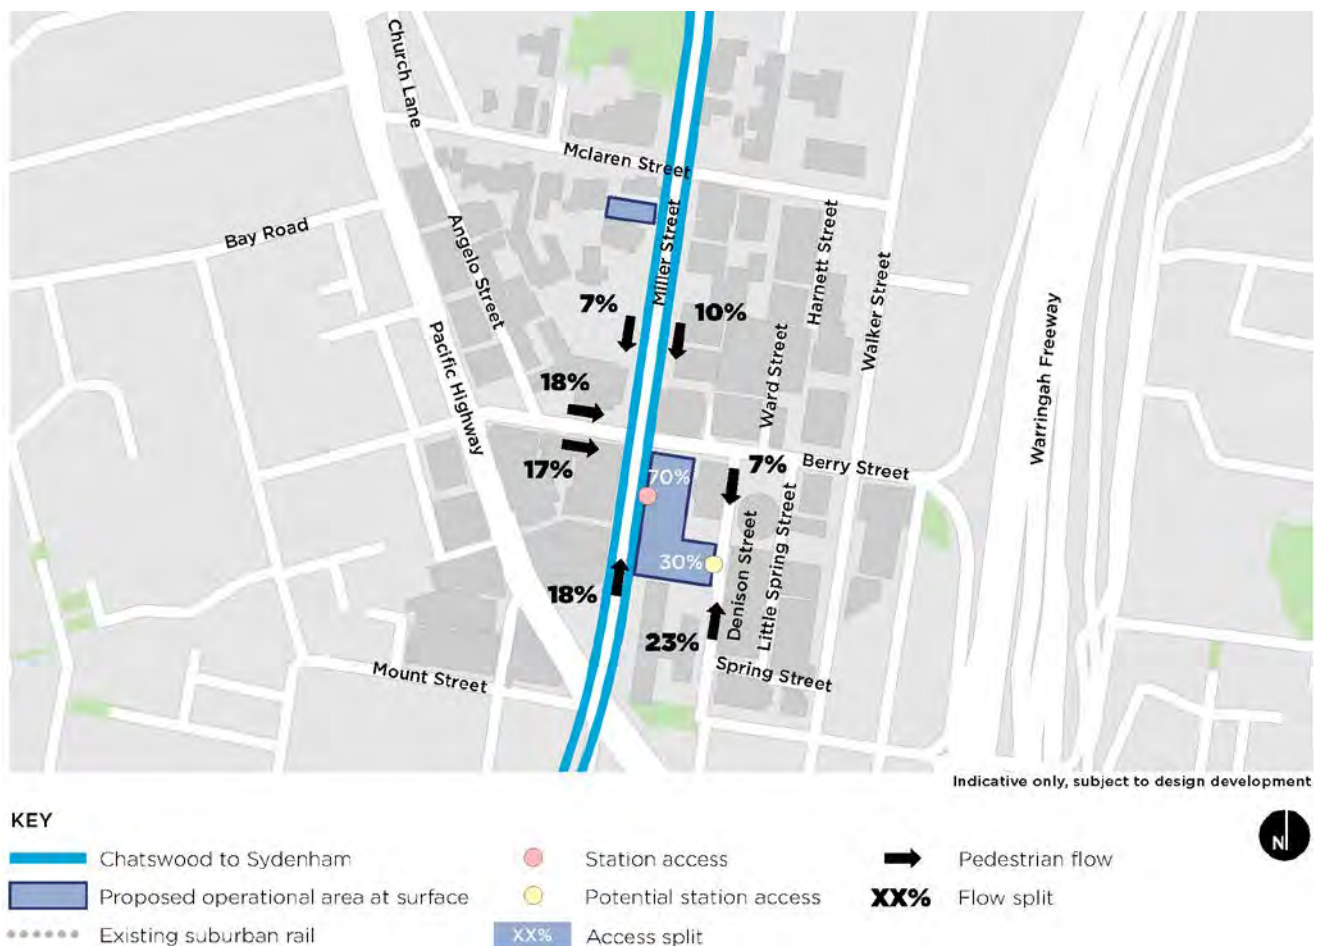 Church Lane
Mclaren Street
Bay Road
Angelo Street
Miller Street
Harnett Street
Walker Street
Pacific Highway
Warringah Freeway
7%
10%
Ward Street
18%
17%
Berry Street
7%
70%
30%
Denison Street
Little Spring Street
18%
23%
Spring Street
Mount Street
Indicative only, subject to design development
KEY
N
Chatswood to Sydenham
Station access
Pedestrian flow
Proposed operational area at surface
Potential station access
XX% Flow split
Existing suburban rail
XX% Access split